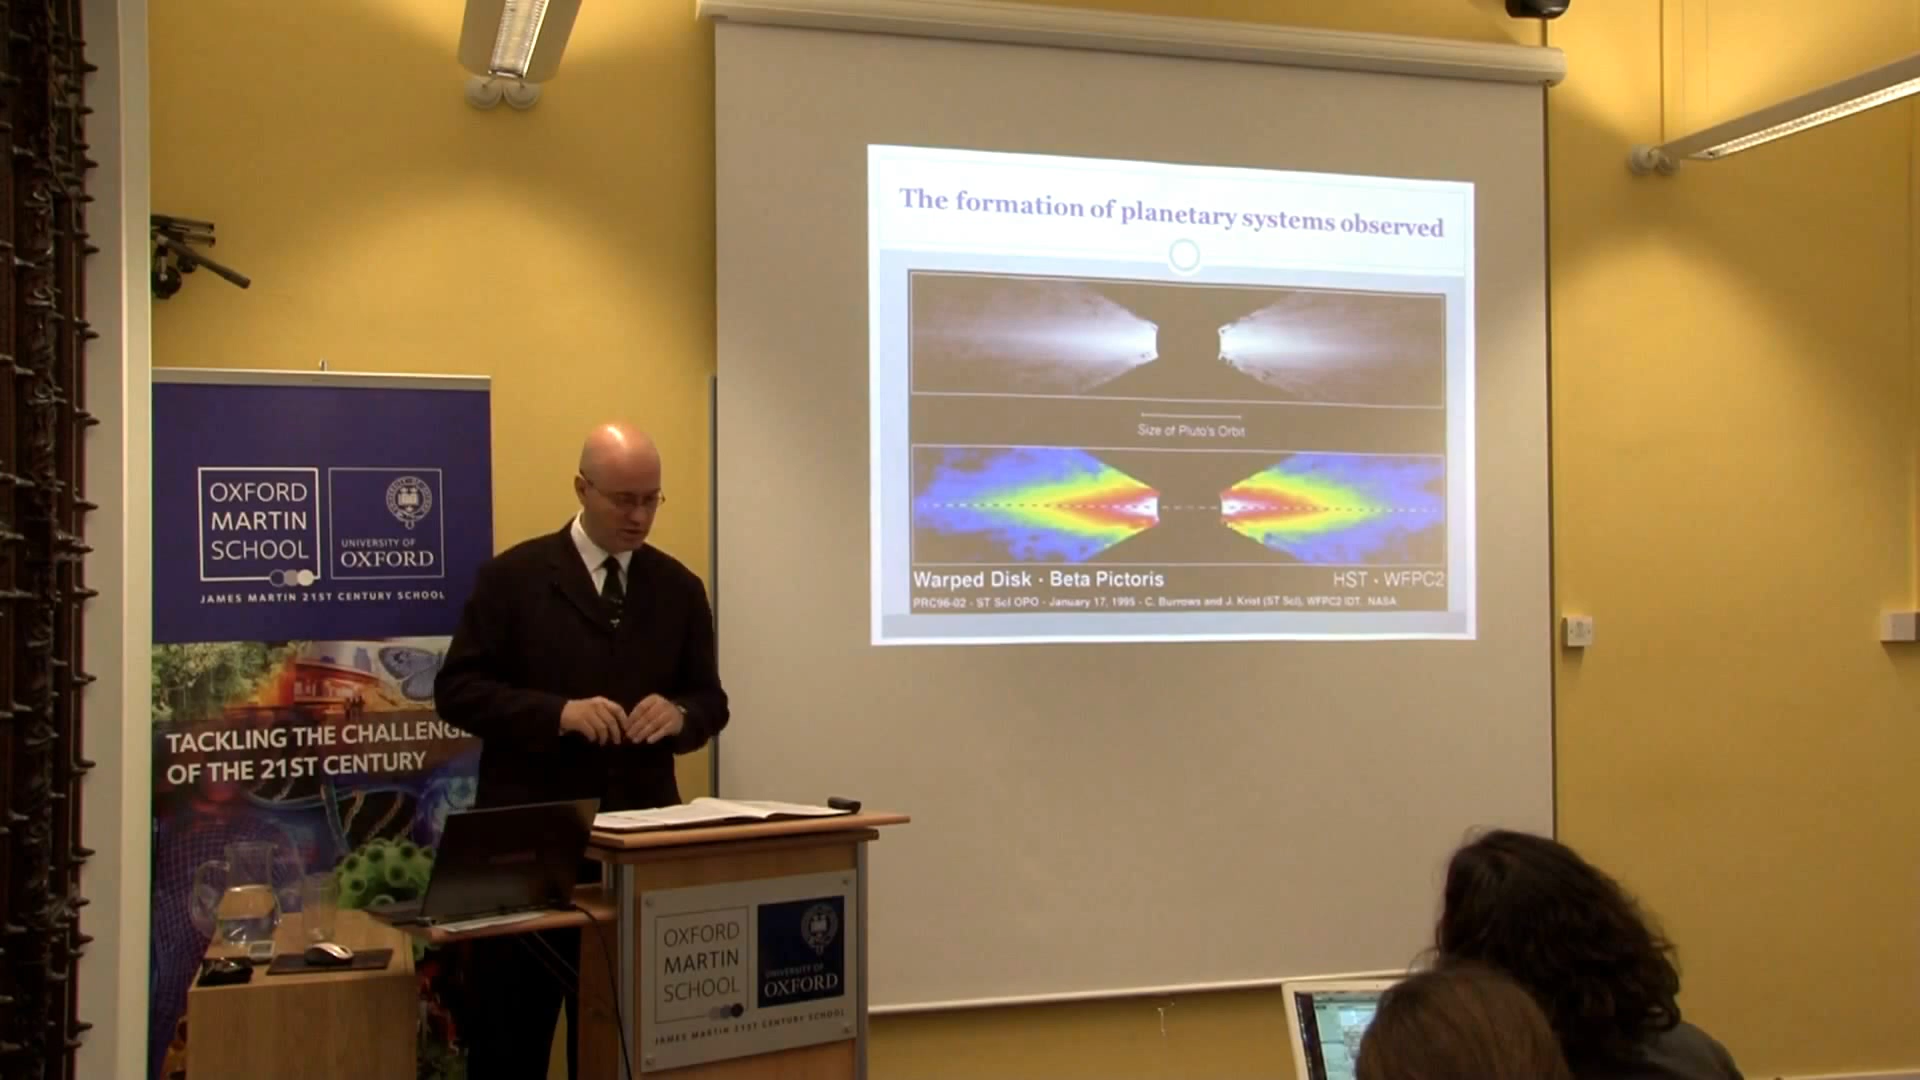 The formation of planetary systems observed
Size of Pluto's Orbit
Warped Disk · Beta Pictoris
HST · WFPC2
PRC96-02 · ST ScI OPO · January 17, 1995 · C. Burrows and J. Krist (ST ScI), WFPC2 IDT, NASA
OXFORD
MARTIN
SCHOOL
UNIVERSITY OF
OXFORD
JAMES MARTIN 21ST CENTURY SCHOOL
TACKLING THE CHALLENGE
OF THE 21ST CENTURY
OXFORD
MARTIN
SCHOOL
UNIVERSITY OF
OXFORD
JAMES MARTIN 21ST CENTURY SCHOOL